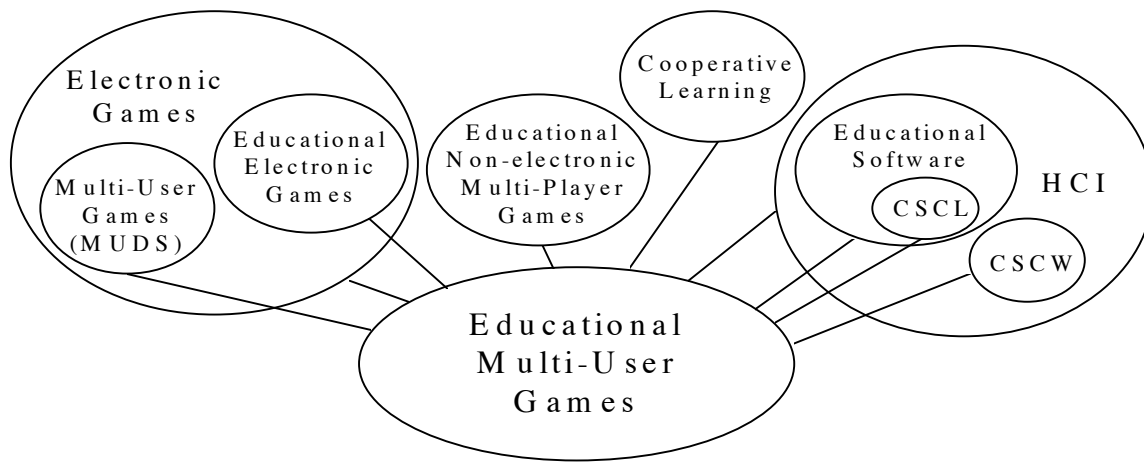 Electronic
Games
Multi-User
Games
(MUDS)
Educational
Electronic
Games
Educational
Non-electronic
Multi-Player
Games
Cooperative
Learning
Educational
Software
CSCL
HCI
CSCW
Educational
Multi-User
Games